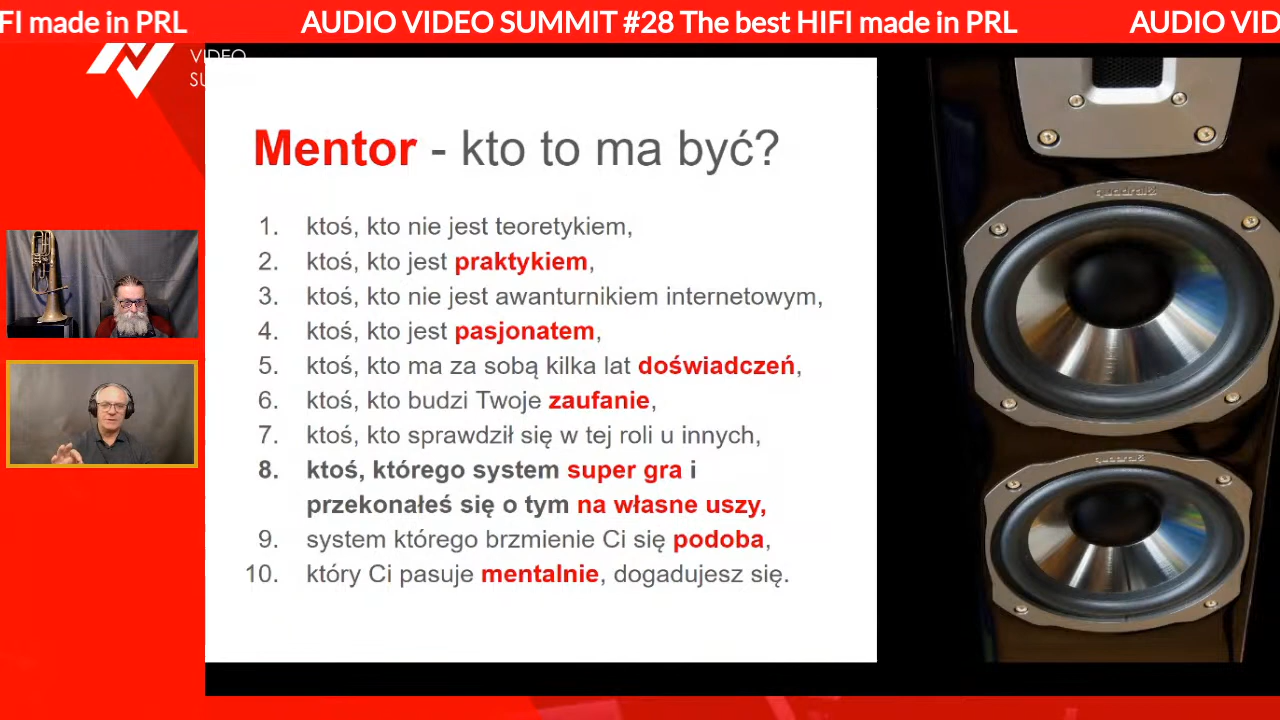 FI made in PRL AUDIO VIDEO SUMMIT #28 The best HIFI made in PRL AUDIO VID
VIDEO
SU
Mentor - kto to ma być?
1. ktoś, kto nie jest teoretykiem,
2. ktoś, kto jest praktykiem,
3. ktoś, kto nie jest awanturnikiem internetowym,
4. ktoś, kto jest pasjonatem,
5. ktoś, kto ma za sobą kilka lat doświadczeń,
6. ktoś, kto budzi Twoje zaufanie,
7. ktoś, kto sprawdził się w tej roli u innych,
8. ktoś, którego system super gra i
przekonałeś się o tym na własne uszy,
9. system którego brzmienie Ci się podoba,
10. który Ci pasuje mentalnie, dogadujesz się.
quadral
quadral